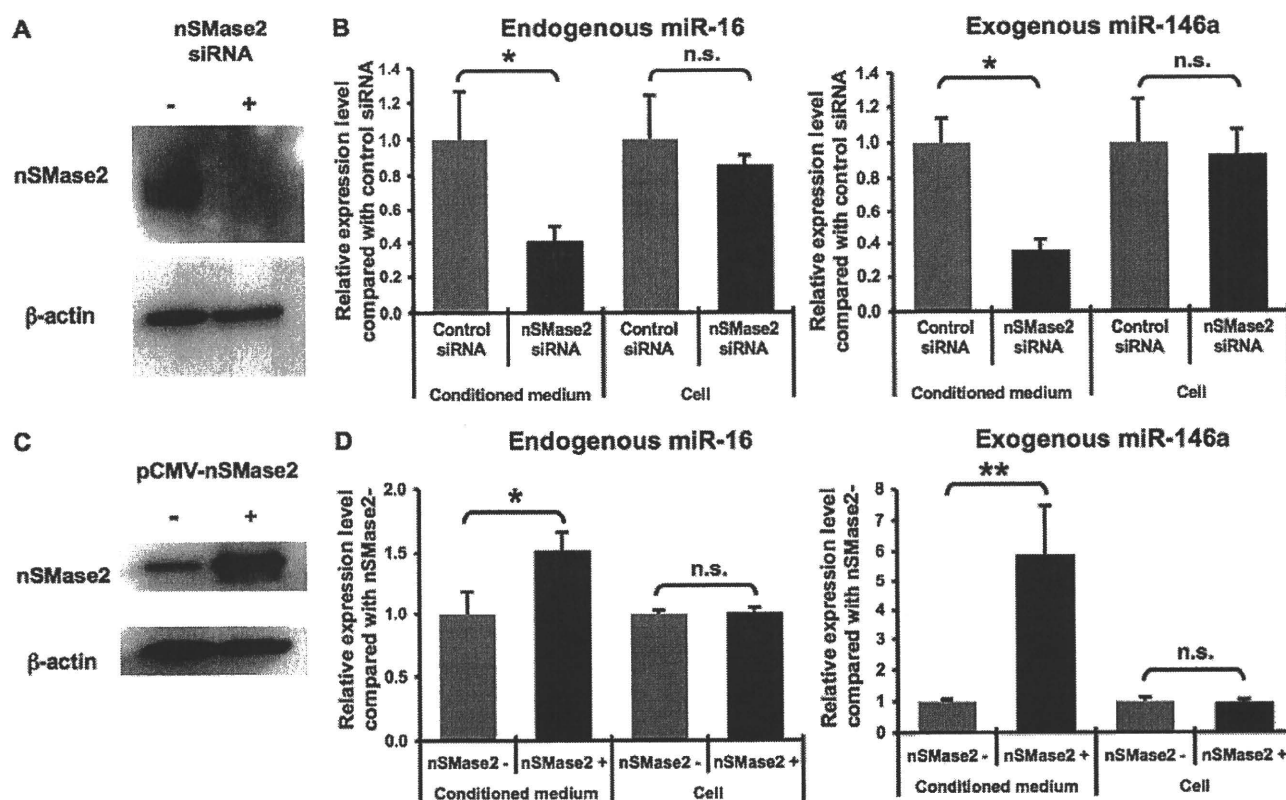 A
nSMase2
siRNA
- +
nSMase2
β-actin
B
Endogenous miR-16
Relative expression level
compared with control siRNA
1.4
1.2
1.0
0.8
0.6
0.4
0.2
0.0
*
n.s.
Control siRNA
nSMase2 siRNA
Control siRNA
nSMase2 siRNA
Conditioned medium
Cell
Exogenous miR-146a
Relative expression level
compared with control siRNA
1.4
1.2
1.0
0.8
0.6
0.4
0.2
0.0
*
n.s.
Control siRNA
nSMase2 siRNA
Control siRNA
nSMase2 siRNA
Conditioned medium
Cell
C
pCMV-nSMase2
- +
nSMase2
β-actin
D
Endogenous miR-16
Relative expression level
compared with nSMase2-
2.0
1.5
1.0
0.5
0.0
*
n.s.
nSMase2 - nSMase2 + nSMase2 - nSMase2 +
Conditioned medium
Cell
Exogenous miR-146a
Relative expression level
compared with nSMase2-
8
7
6
5
4
3
2
1
0
**
n.s.
nSMase2 - nSMase2 + nSMase2 - nSMase2 +
Conditioned medium
Cell